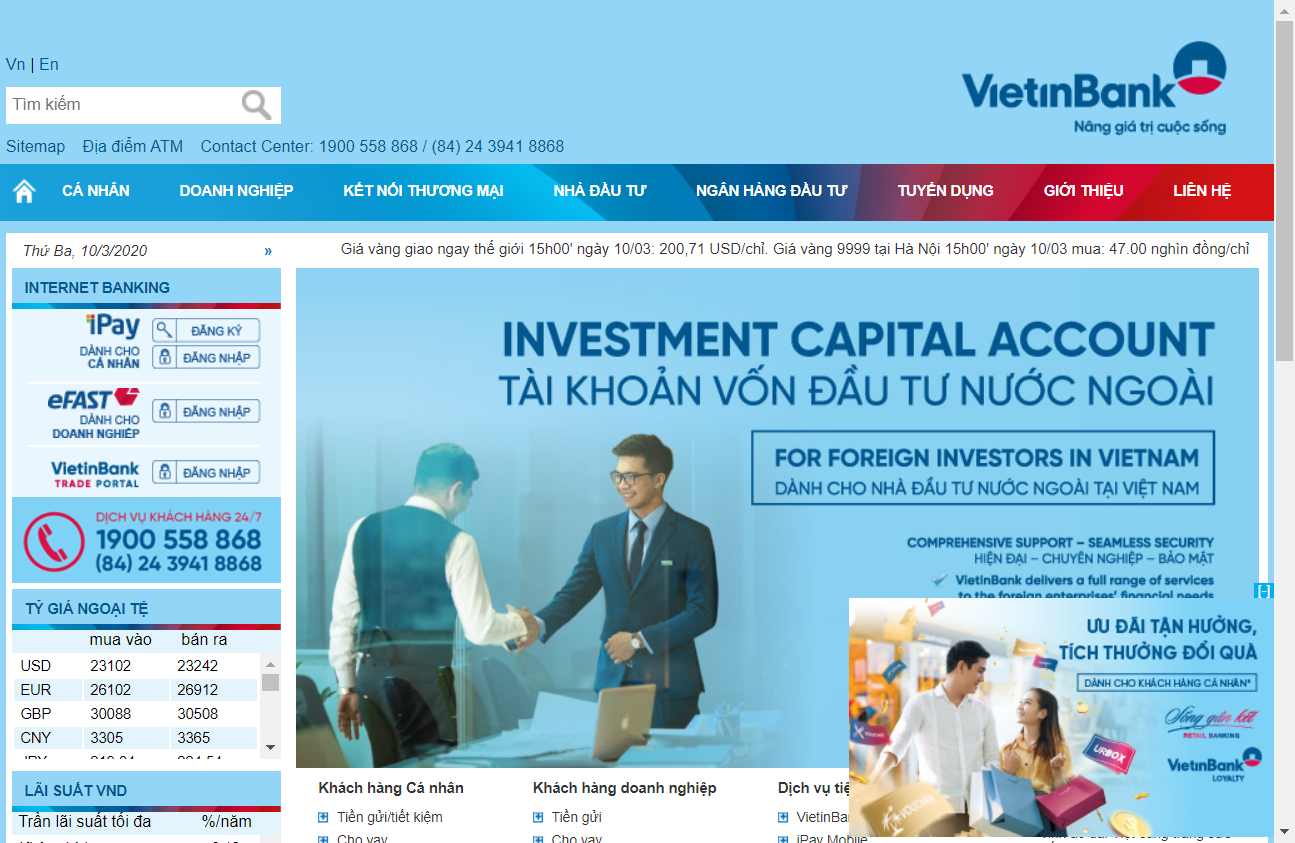 Vn | En
Tìm kiếm
Sitemap Địa điểm ATM Contact Center: 1900 558 868 / (84) 24 3941 8868
VietinBank
Nâng giá trị cuộc sống
CÁ NHÂN DOANH NGHIỆP KẾT NỐI THƯƠNG MẠI NHÀ ĐẦU TƯ NGÂN HÀNG ĐẦU TƯ TUYỂN DỤNG GIỚI THIỆU LIÊN HỆ
Thứ Ba, 10/3/2020 »
Giá vàng giao ngay thế giới 15h00' ngày 10/03: 200,71 USD/chỉ. Giá vàng 9999 tại Hà Nội 15h00' ngày 10/03 mua: 47.00 nghìn đồng/chỉ
INTERNET BANKING
iPay
DÀNH CHO
CÁ NHÂN
ĐĂNG KÝ
ĐĂNG NHẬP
eFAST
DÀNH CHO
DOANH NGHIỆP
ĐĂNG NHẬP
VietinBank
TRADE PORTAL
ĐĂNG NHẬP
DỊCH VỤ KHÁCH HÀNG 24/7
1900 558 868
(84) 24 3941 8868
TỶ GIÁ NGOẠI TỆ
mua vào bán ra
USD 23102 23242
EUR 26102 26912
GBP 30088 30508
CNY 3305 3365
LÃI SUẤT VND
Trần lãi suất tối đa %/năm
INVESTMENT CAPITAL ACCOUNT
TÀI KHOẢN VỐN ĐẦU TƯ NƯỚC NGOÀI
FOR FOREIGN INVESTORS IN VIETNAM
DÀNH CHO NHÀ ĐẦU TƯ NƯỚC NGOÀI TẠI VIỆT NAM
COMPREHENSIVE SUPPORT – SEAMLESS SECURITY
HIỆN ĐẠI – CHUYÊN NGHIỆP – BẢO MẬT
VietinBank delivers a full range of services
to the foreign enterprises' financial needs
ƯU ĐÃI TẬN HƯỞNG,
TÍCH THƯỞNG ĐỔI QUÀ
DÀNH CHO KHÁCH HÀNG CÁ NHÂN*
Sống gắn kết
RETAIL BANKING
VietinBank
LOYALTY
URBOX
VOUCHER
Khách hàng Cá nhân Khách hàng doanh nghiệp Dịch vụ
Tiền gửi/tiết kiệm Tiền gửi
Cho vay Cho vay iPay Mobile